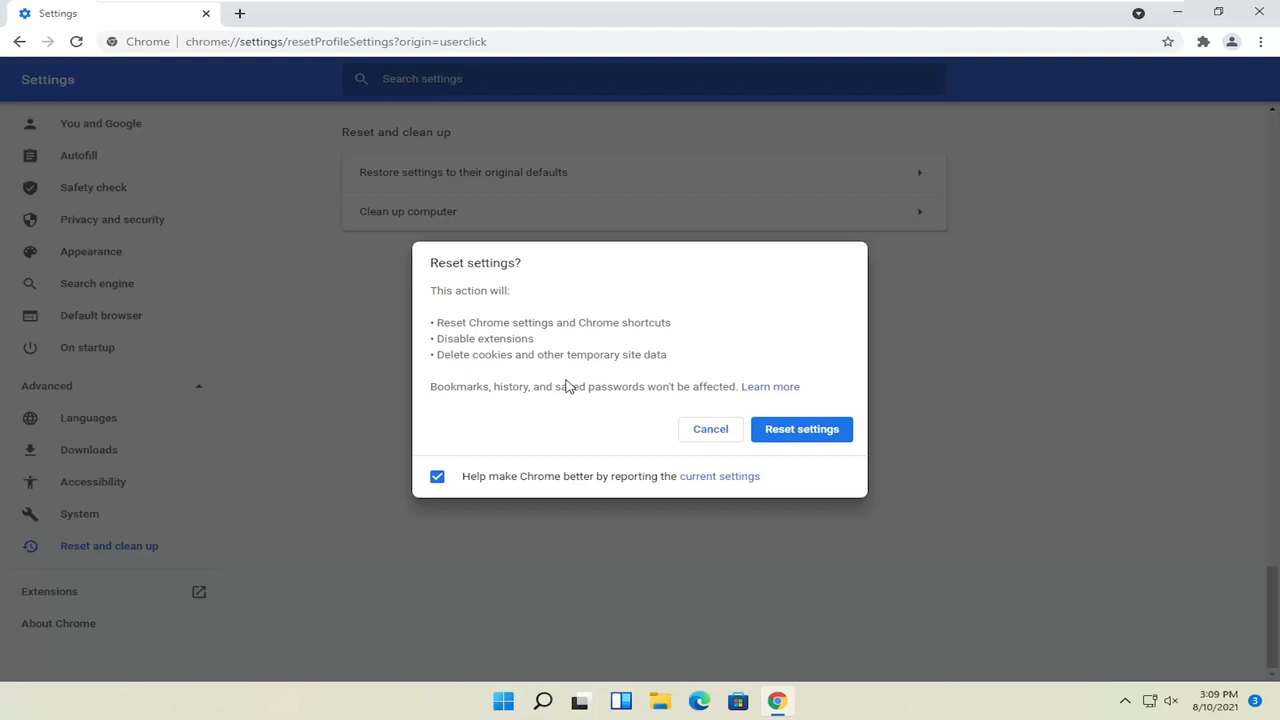 Settings
Chrome
chrome://settings/resetProfileSettings?origin=userclick
Settings
Search settings
You and Google
Autofill
Safety check
Privacy and security
Appearance
Search engine
Default browser
On startup
Advanced
Languages
Downloads
Accessibility
System
Reset and clean up
Extensions
About Chrome
Reset and clean up
Restore settings to their original defaults
Clean up computer
Reset settings?
This action will:
• Reset Chrome settings and Chrome shortcuts
• Disable extensions
• Delete cookies and other temporary site data
Bookmarks, history, and saved passwords won't be affected. Learn more
Cancel
Reset settings
Help make Chrome better by reporting the current settings
3:09 PM
8/10/2021
3